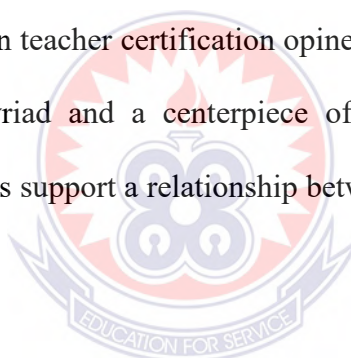 n teacher certification opine
riad and a centerpiece of
s support a relationship betw
EDUCATION FOR SERVICE